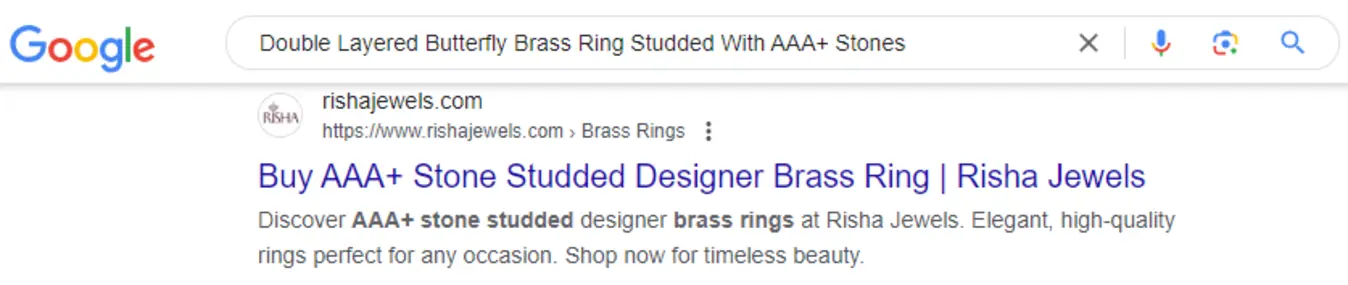 Google
Double Layered Butterfly Brass Ring Studded With AAA+ Stones
RISHA
rishajewels.com
https://www.rishajewels.com › Brass Rings
Buy AAA+ Stone Studded Designer Brass Ring | Risha Jewels
Discover AAA+ stone studded designer brass rings at Risha Jewels. Elegant, high-quality
rings perfect for any occasion. Shop now for timeless beauty.